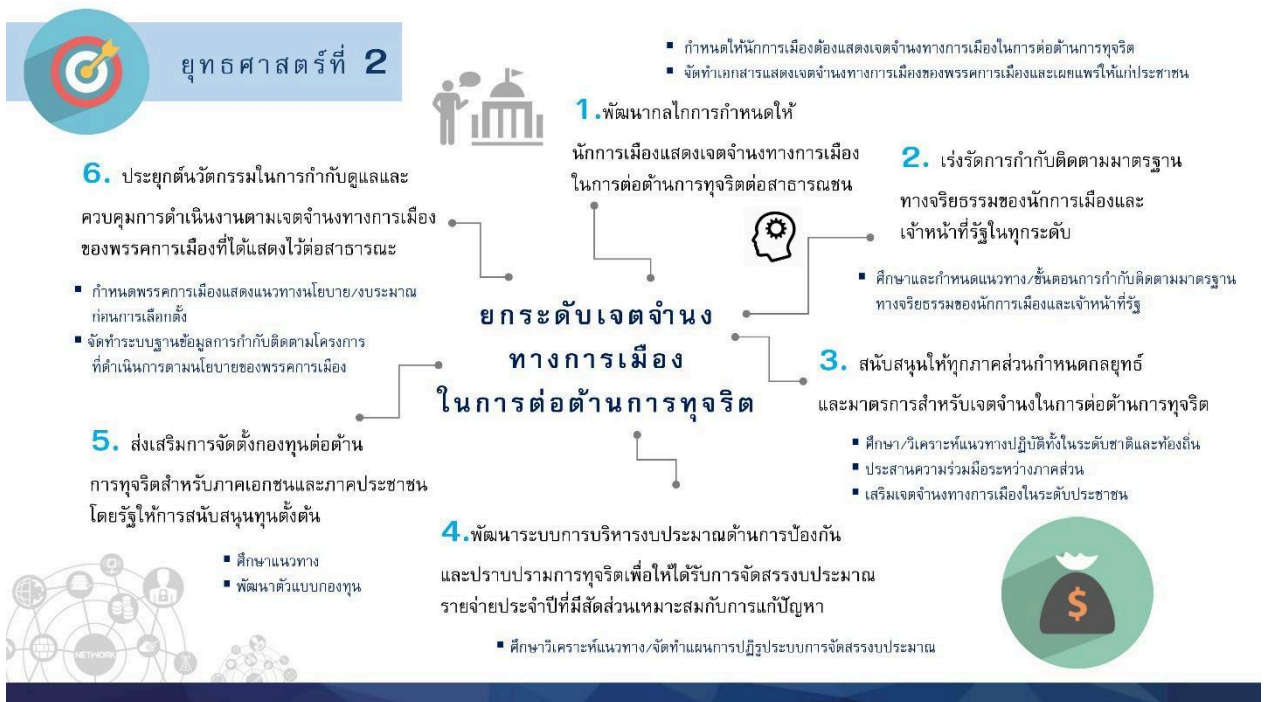 ยุทธศาสตร์ที่ 2
▪ กำหนดให้นักการเมืองต้องแสดงเจตจำนงทางการเมืองในการต่อต้านการทุจริต
▪ จัดทำเอกสารแสดงเจตจำนงทางการเมืองของพรรคการเมืองและเผยแพร่ให้แก่ประชาชน
1.พัฒนากลไกการกำหนดให้
นักการเมืองแสดงเจตจำนงทางการเมือง
ในการต่อต้านการทุจริตต่อสาธารณชน
2. เร่งรัดการกำกับติดตามมาตรฐาน
ทางจริยธรรมของนักการเมืองและ
เจ้าหน้าที่รัฐในทุกระดับ
▪ ศึกษาและกำหนดแนวทาง/ขั้นตอนการกำกับติดตามมาตรฐาน
ทางจริยธรรมของนักการเมืองและเจ้าหน้าที่รัฐ
ยกระดับเจตจำนง
ทางการเมือง
ในการต่อต้านการทุจริต
3. สนับสนุนให้ทุกภาคส่วนกำหนดกลยุทธ์
และมาตรการสำหรับเจตจำนงในการต่อต้านการทุจริต
▪ ศึกษา/วิเคราะห์แนวทางปฏิบัติทั้งในระดับชาติและท้องถิ่น
▪ ประสานความร่วมมือระหว่างภาคส่วน
▪ เสริมเจตจำนงทางการเมืองในระดับประชาชน
4.พัฒนาระบบการบริหารงบประมาณด้านการป้องกัน
และปราบปรามการทุจริตเพื่อให้ได้รับการจัดสรรงบประมาณ
รายจ่ายประจำปีที่มีสัดส่วนเหมาะสมกับการแก้ปัญหา
▪ ศึกษาวิเคราะห์แนวทาง/จัดทำแผนการปฏิรูประบบการจัดสรรงบประมาณ
5. ส่งเสริมการจัดตั้งกองทุนต่อต้าน
การทุจริตสำหรับภาคเอกชนและภาคประชาชน
โดยรัฐให้การสนับสนุนทุนตั้งต้น
▪ ศึกษาแนวทาง
▪ พัฒนาตัวแบบกองทุน
6. ประยุกต์นวัตกรรมในการกำกับดูแลและ
ควบคุมการดำเนินงานตามเจตจำนงทางการเมือง
ของพรรคการเมืองที่ได้แสดงไว้ต่อสาธารณะ
▪ กำหนดพรรคการเมืองแสดงแนวทางนโยบาย/งบประมาณ
ก่อนการเลือกตั้ง
▪ จัดทำระบบฐานข้อมูลการกำกับติดตามโครงการ
ที่ดำเนินการตามนโยบายของพรรคการเมือง
NETWORK
$